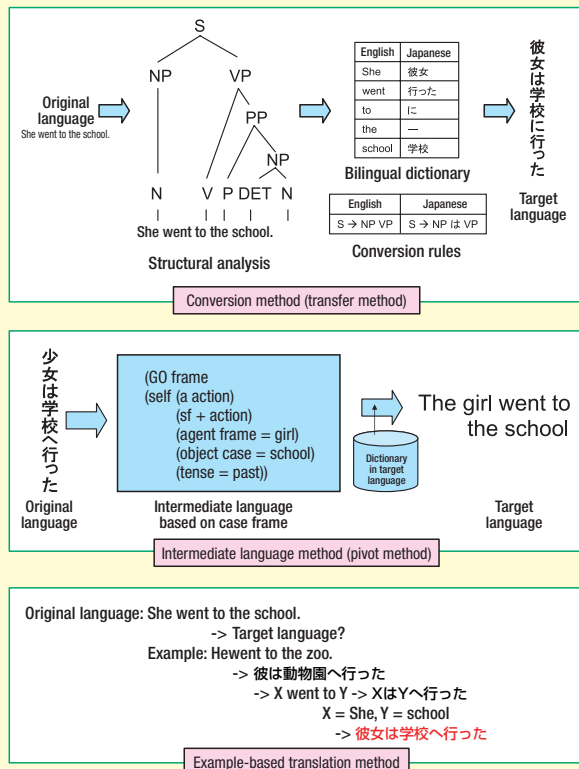 S
NP VP
PP
NP
N V P DET N
She went to the school.
Structural analysis
Original
language
She went to the school.
English Japanese
She 彼女
went 行った
to に
the —
school 学校
Bilingual dictionary
English Japanese
S → NP VP S → NP は VP
Conversion rules
彼女は学校に行った
Target
language
Conversion method (transfer method)
少女は学校へ行った
Original
language
(GO frame
(self (a action)
(sf + action)
(agent frame = girl)
(object case = school)
(tense = past))
Intermediate language
based on case frame
Dictionary
in target
language
The girl went to
the school
Target
language
Intermediate language method (pivot method)
Original language: She went to the school.
-> Target language?
Example: Hewent to the zoo.
-> 彼は動物園へ行った
-> X went to Y -> XはYへ行った
X = She, Y = school
-> 彼女は学校へ行った
Example-based translation method